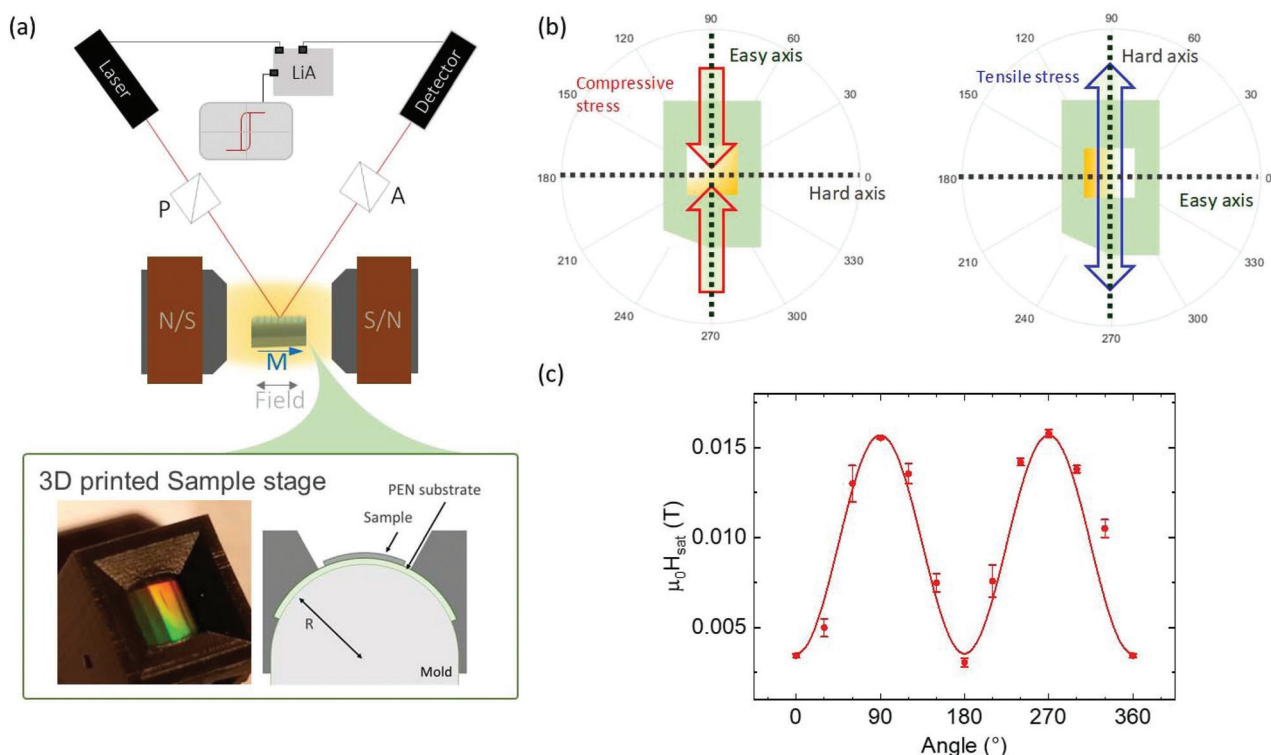 (a)
Laser
LiA
Detector
P
A
N/S
S/N
M
Field
3D printed Sample stage
PEN substrate
Sample
R
Mold
(b)
90
120
60
Easy axis
Compressive
stress
150
30
180
0
Hard axis
210
330
240
300
270
90
120
60
Hard axis
Tensile stress
150
30
180
0
Easy axis
210
330
240
300
270
(c)
μ₀Hsat (T)
0.015
0.010
0.005
0
90
180
270
360
Angle (°)